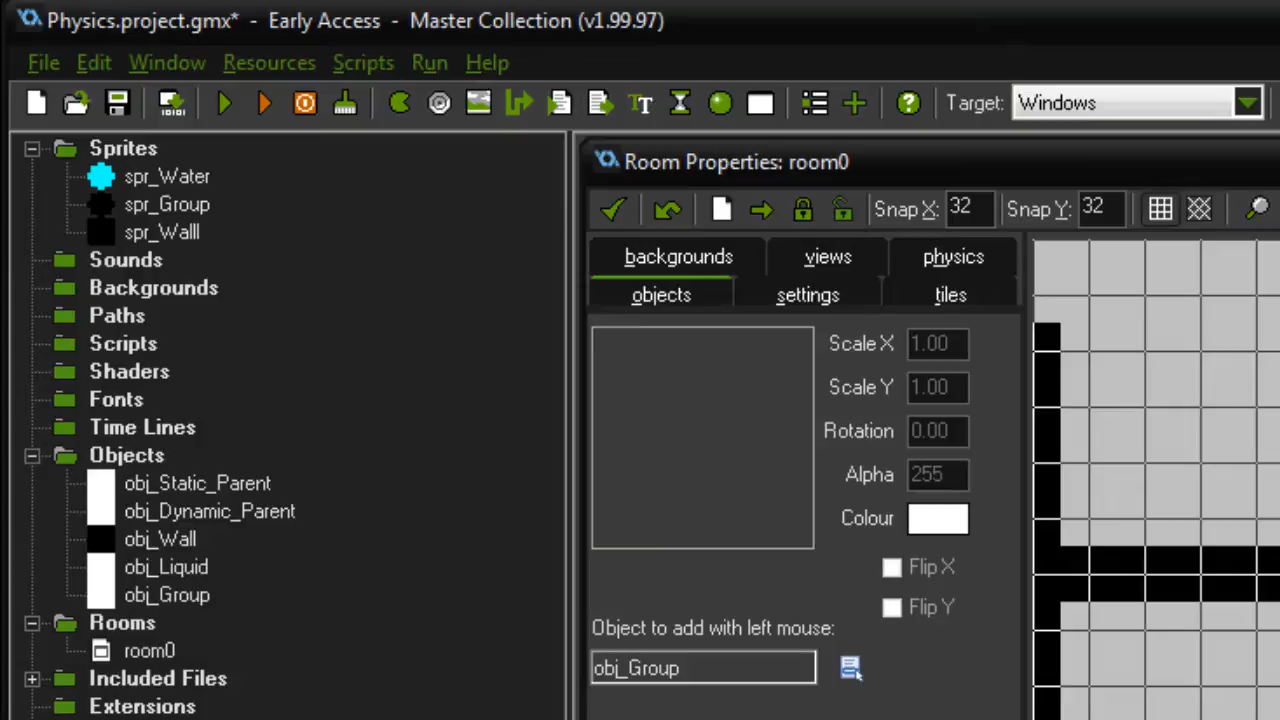 Physics.project.gmx* - Early Access - Master Collection (v1.99.97)
File Edit Window Resources Scripts Run Help
Target: Windows
Sprites
spr_Water
spr_Group
spr_Walll
Sounds
Backgrounds
Paths
Scripts
Shaders
Fonts
Time Lines
Objects
obj_Static_Parent
obj_Dynamic_Parent
obj_Wall
obj_Liquid
obj_Group
Rooms
room0
Included Files
Extensions
Room Properties: room0
Snap X: 32 Snap Y: 32
backgrounds views physics
objects settings tiles
Scale X 1.00
Scale Y 1.00
Rotation 0.00
Alpha 255
Colour
Flip X
Flip Y
Object to add with left mouse:
obj_Group